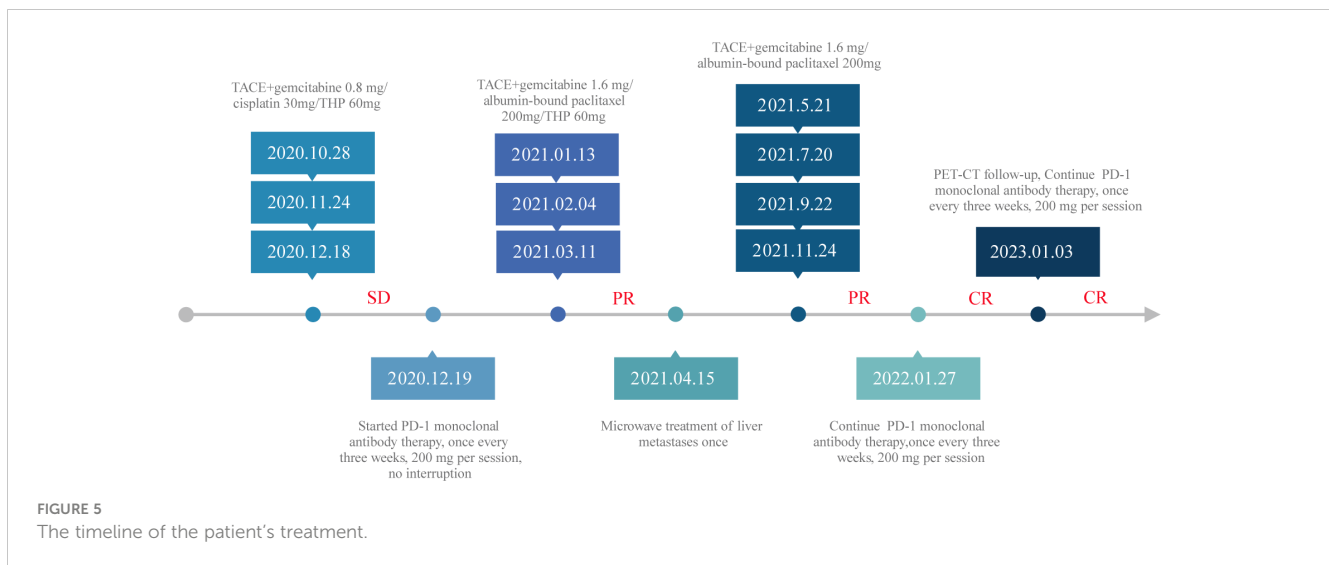 TACE+gemcitabine 0.8 mg/
cisplatin 30mg/THP 60mg
2020.10.28
2020.11.24
2020.12.18
TACE+gemcitabine 1.6 mg/
albumin-bound paclitaxel
200mg/THP 60mg
2021.01.13
2021.02.04
2021.03.11
TACE+gemcitabine 1.6 mg/
albumin-bound paclitaxel 200mg
2021.5.21
2021.7.20
2021.9.22
2021.11.24
PET-CT follow-up, Continue PD-1
monoclonal antibody therapy, once
every three weeks, 200 mg per session
2023.01.03
SD
PR
PR
CR
CR
2020.12.19
Started PD-1 monoclonal
antibody therapy, once every
three weeks, 200 mg per session,
no interruption
2021.04.15
Microwave treatment of liver
metastases once
2022.01.27
Continue PD-1 monoclonal
antibody therapy,once every three
weeks, 200 mg per session
FIGURE 5
The timeline of the patient's treatment.